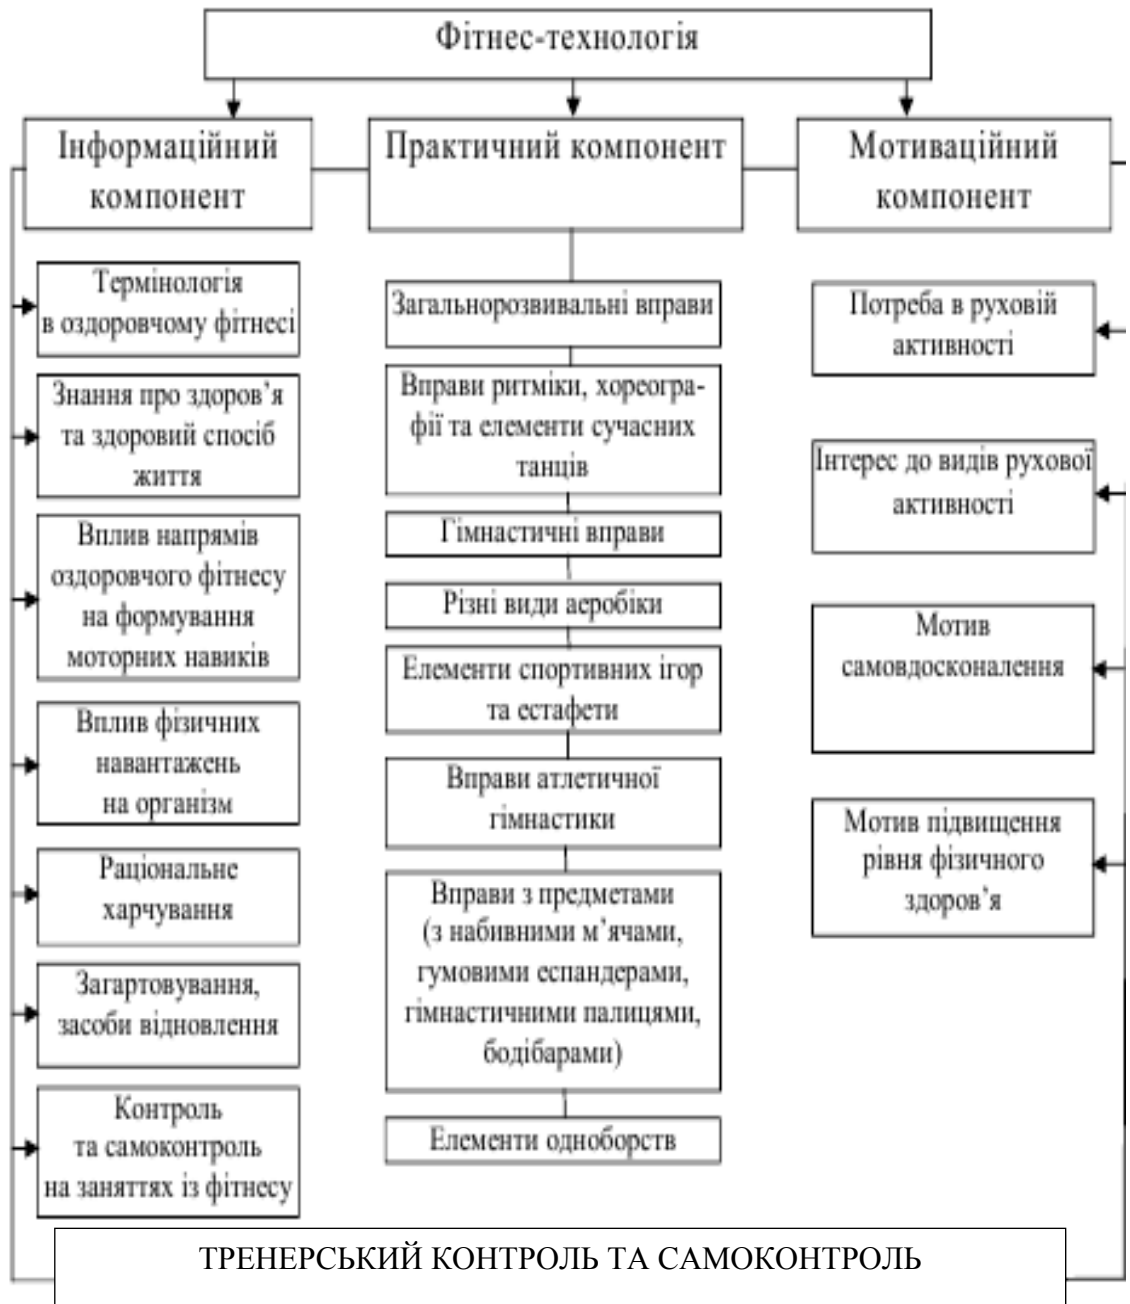 Фітнес-технологія
Інформаційний
компонент
Практичний компонент
Мотиваційний
компонент
Термінологія
в оздоровчому фітнесі
Знання про здоров’я
та здоровий спосіб
життя
Вплив напрямів
оздоровчого фітнесу
на формування
моторних навиків
Вплив фізичних
навантажень
на організм
Раціональне
харчування
Загартовування,
засоби відновлення
Контроль
та самоконтроль
на заняттях із фітнесу
Загальнорозвивальні вправи
Вправи ритміки, хореогра-
фії та елементи сучасних
танців
Гімнастичні вправи
Різні види аеробіки
Елементи спортивних ігор
та естафети
Вправи атлетичної
гімнастики
Вправи з предметами
(з набивними м’ячами,
гумовими еспандерами,
гімнастичними палицями,
бодібарами)
Елементи одноборств
Потреба в руховій
активності
Інтерес до видів рухової
активності
Мотив
самовдосконалення
Мотив підвищення
рівня фізичного
здоров’я
ТРЕНЕРСЬКИЙ КОНТРОЛЬ ТА САМОКОНТРОЛЬ